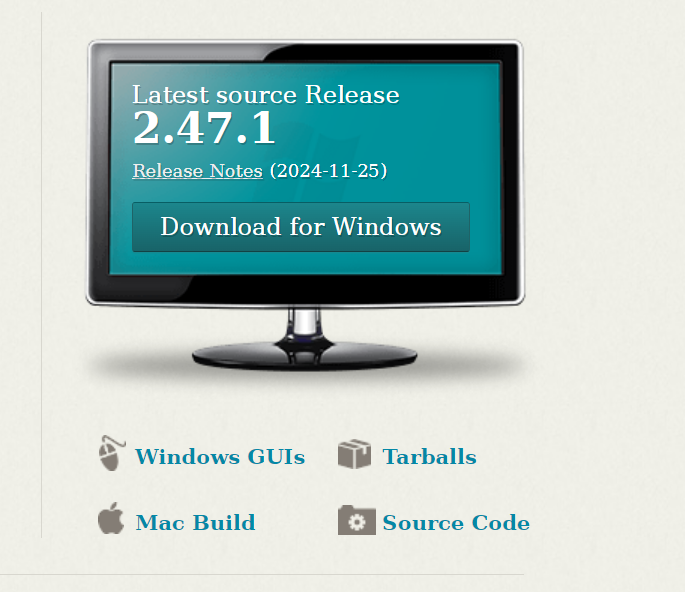 Latest source Release
2.47.1
Release Notes (2024-11-25)
Download for Windows
Windows GUIs
Tarballs
Mac Build
Source Code